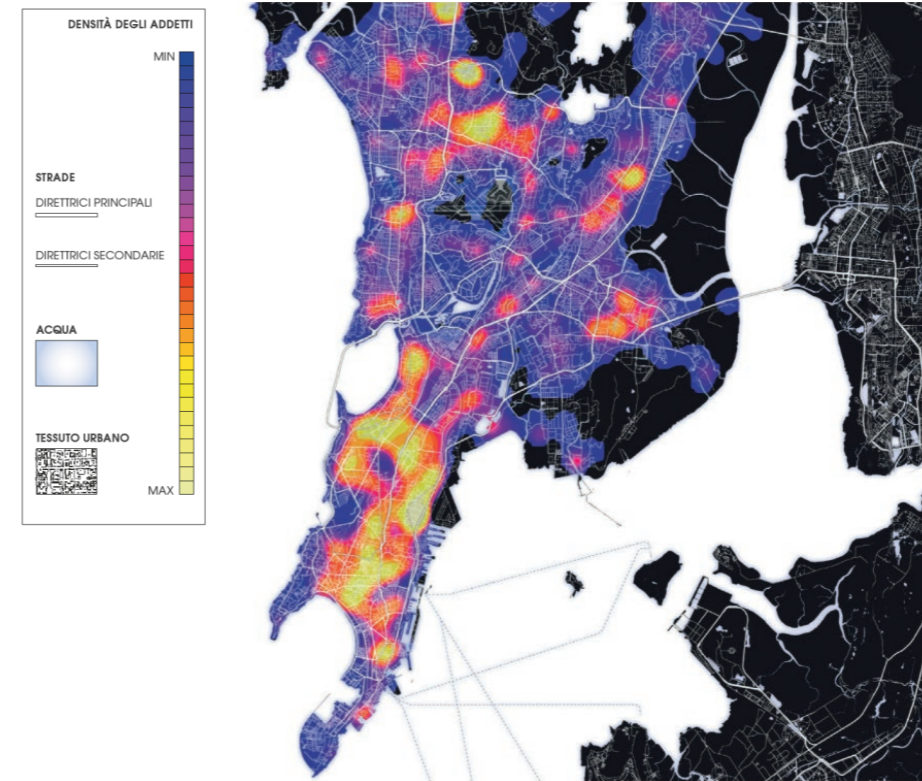 DENSITÀ DEGLI ADDETTI
MIN
STRADE
DIRETTRICI PRINCIPALI
DIRETTRICI SECONDARIE
ACQUA
TESSUTO URBANO
MAX